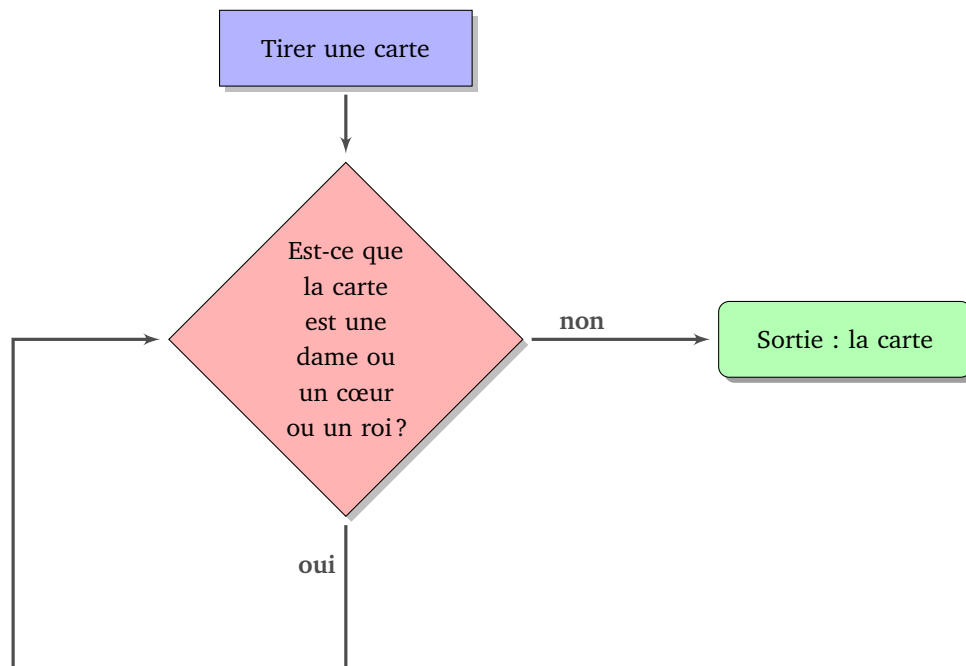 Tirer une carte
Est-ce que
la carte
est une
dame ou
un cœur
ou un roi ?
non
Sortie : la carte
oui